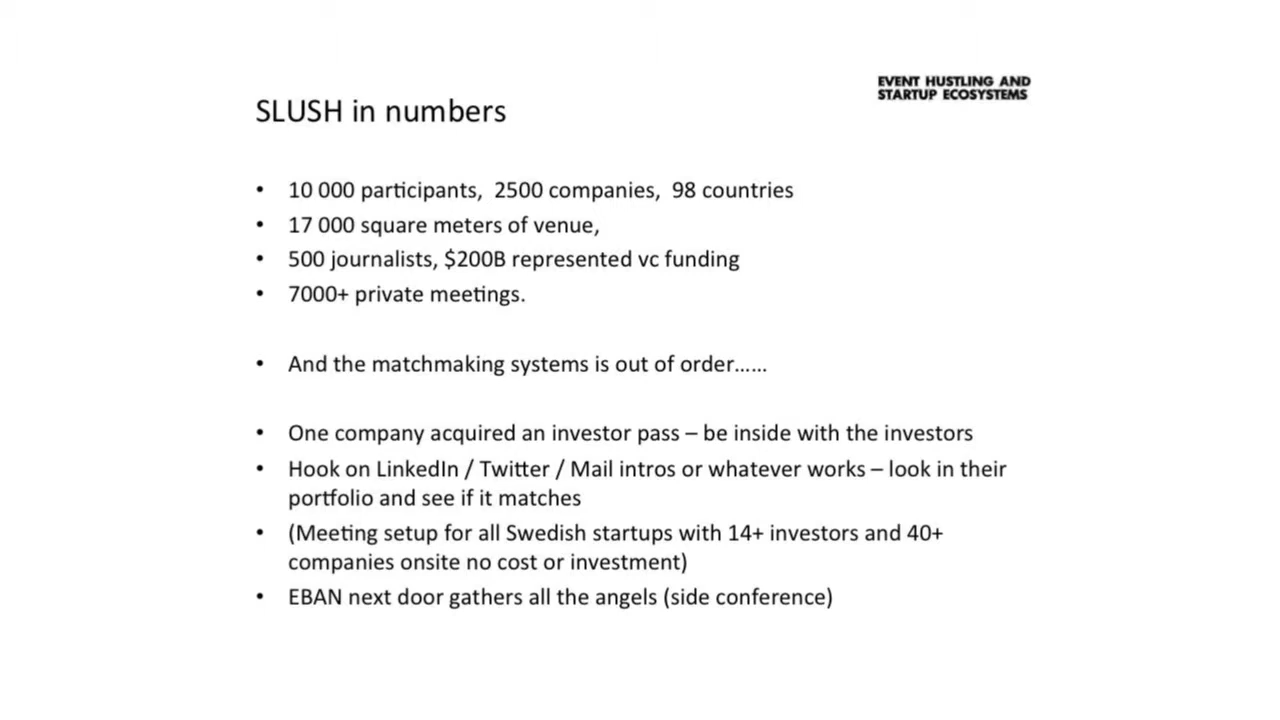 EVENT HUSTLING AND
STARTUP ECOSYSTEMS
SLUSH in numbers
• 10 000 participants,  2500 companies,  98 countries
• 17 000 square meters of venue,
• 500 journalists, $200B represented vc funding
• 7000+ private meetings.
• And the matchmaking systems is out of order……
• One company acquired an investor pass – be inside with the investors
• Hook on LinkedIn / Twitter / Mail intros or whatever works – look in their
portfolio and see if it matches
• (Meeting setup for all Swedish startups with 14+ investors and 40+
companies onsite no cost or investment)
• EBAN next door gathers all the angels (side conference)